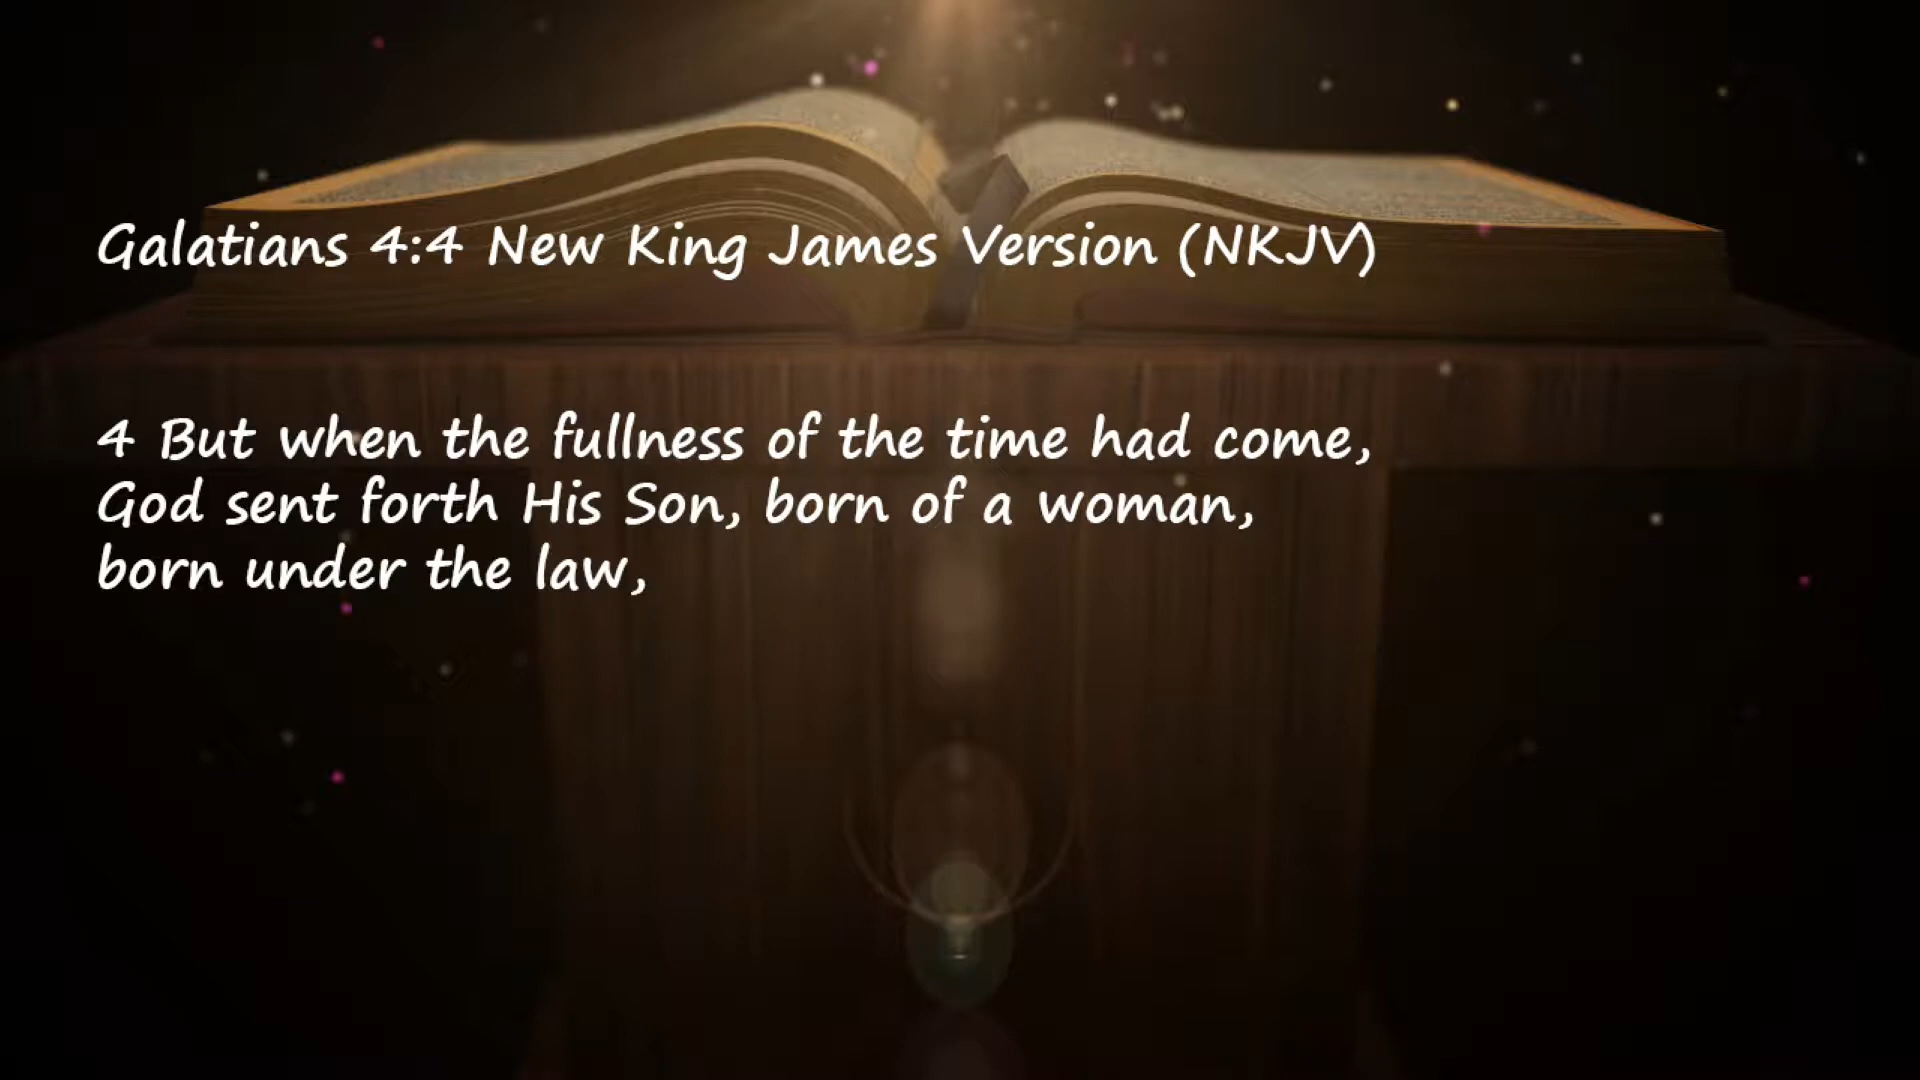 Galatians 4:4 New King James Version (NKJV)
4 But when the fullness of the time had come,
God sent forth His Son, born of a woman,
born under the law,